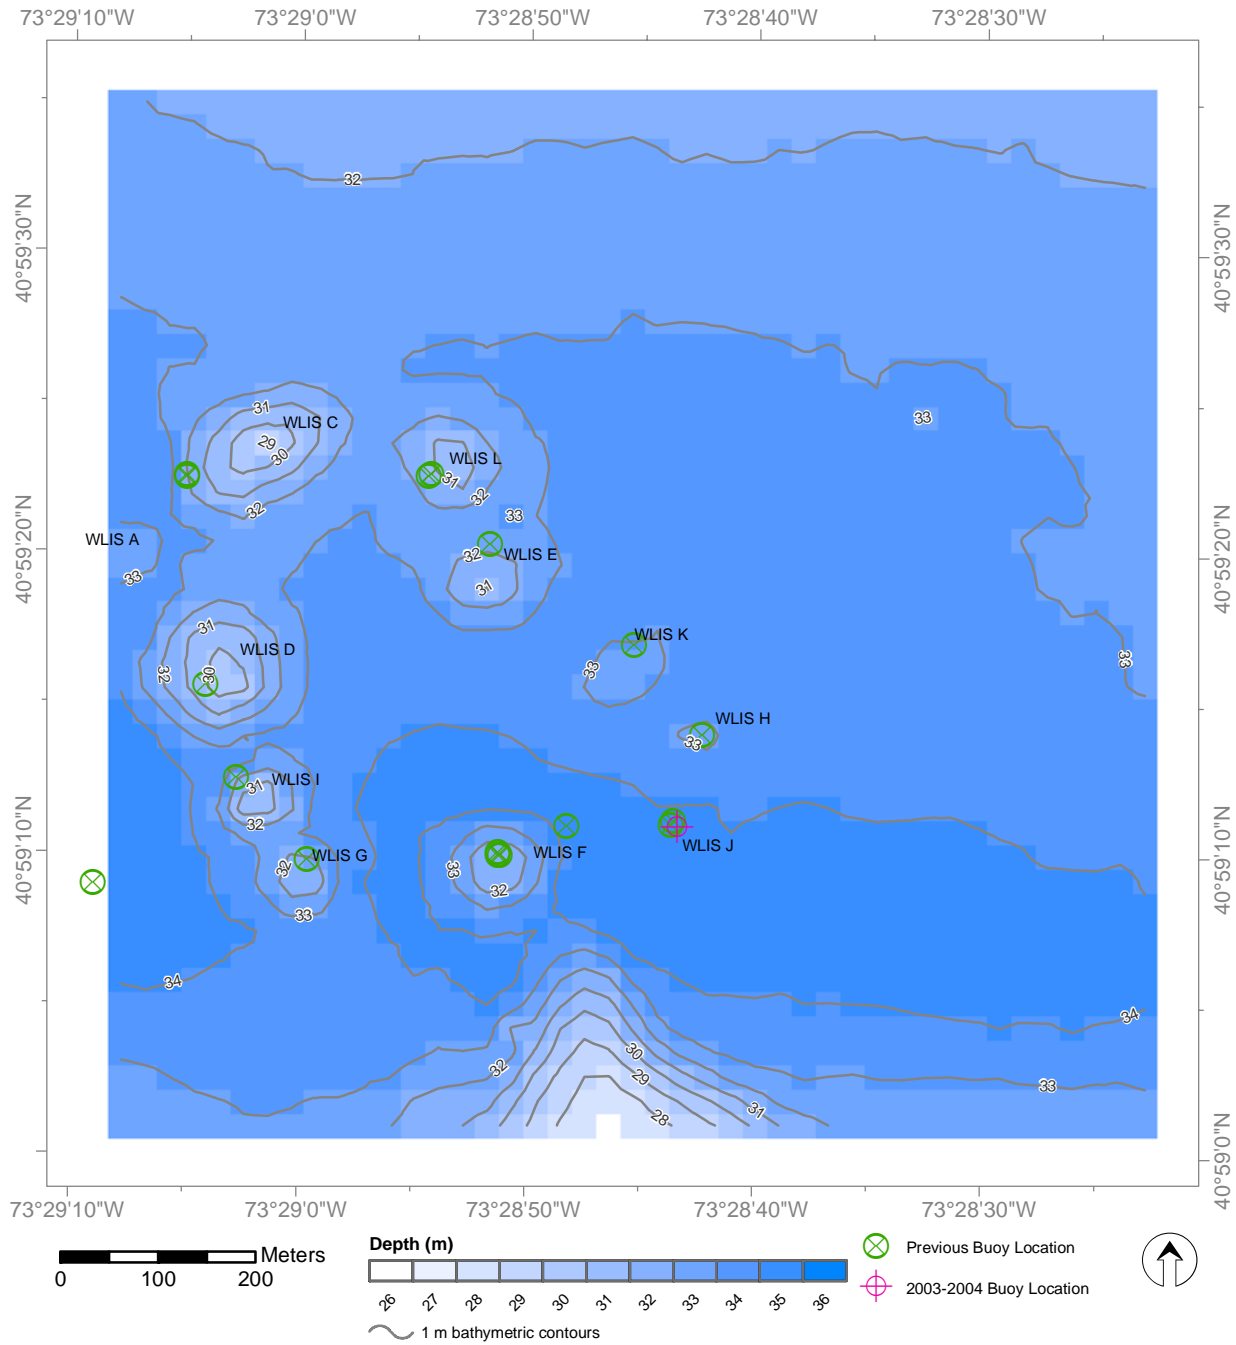 73°29'10"W 73°29'0"W 73°28'50"W 73°28'40"W 73°28'30"W
32
40°59'30"N 40°59'30"N
31
WLIS C
33
29
30
WLIS L
31
32
32
33
WLIS A
32
WLIS E
40°59'20"N 40°59'20"N
33
31
31
WLIS K
WLIS D
33
33
32
30
WLIS H
33
WLIS I
31
32
WLIS J
WLIS F
WLIS G
40°59'10"N 40°59'10"N
32
33
32
33
34
34
30
32
29
33
31
28
40°59'0"N
73°29'10"W 73°29'0"W 73°28'50"W 73°28'40"W 73°28'30"W
Meters
0 100 200
Depth (m)
26 27 28 29 30 31 32 33 34 35 36
1 m bathymetric contours
Previous Buoy Location
2003-2004 Buoy Location